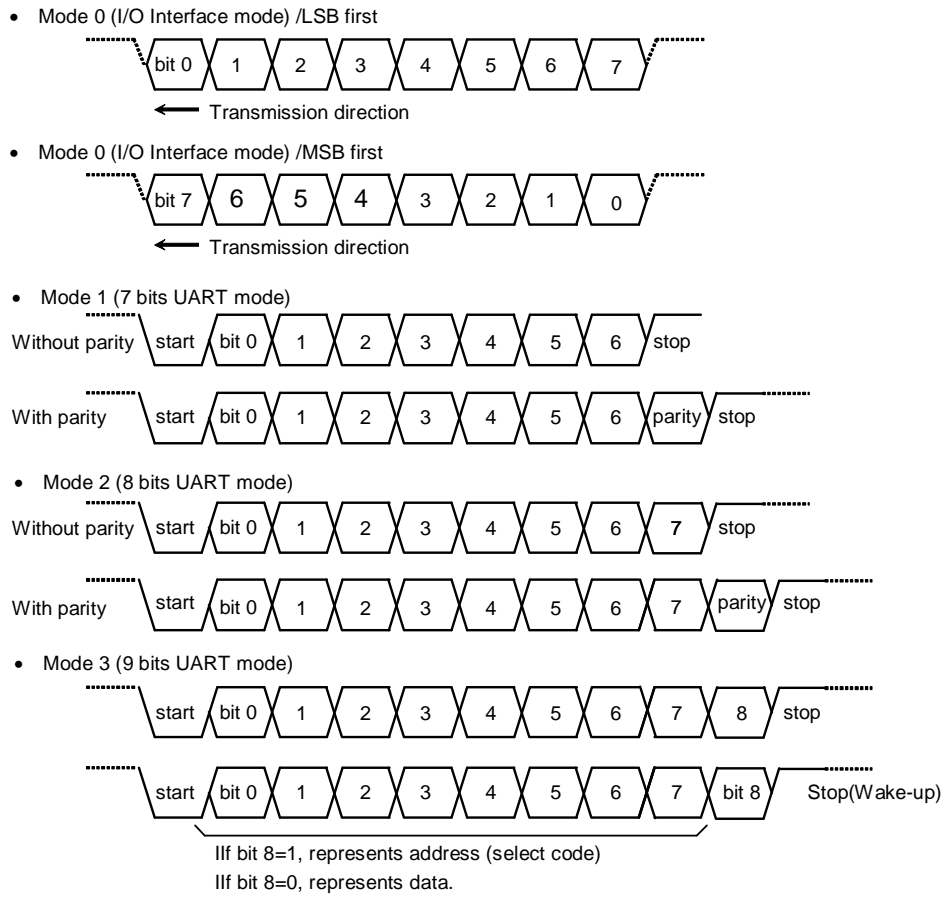 • Mode 0 (I/O Interface mode) /LSB first
bit 0 1 2 3 4 5 6 7
Transmission direction
• Mode 0 (I/O Interface mode) /MSB first
bit 7 6 5 4 3 2 1 0
Transmission direction
• Mode 1 (7 bits UART mode)
Without parity start bit 0 1 2 3 4 5 6 stop
With parity start bit 0 1 2 3 4 5 6 parity stop
• Mode 2 (8 bits UART mode)
Without parity start bit 0 1 2 3 4 5 6 7 stop
With parity start bit 0 1 2 3 4 5 6 7 parity stop
• Mode 3 (9 bits UART mode)
start bit 0 1 2 3 4 5 6 7 8 stop
start bit 0 1 2 3 4 5 6 7 bit 8 Stop(Wake-up)
IIf bit 8=1, represents address (select code)
IIf bit 8=0, represents data.